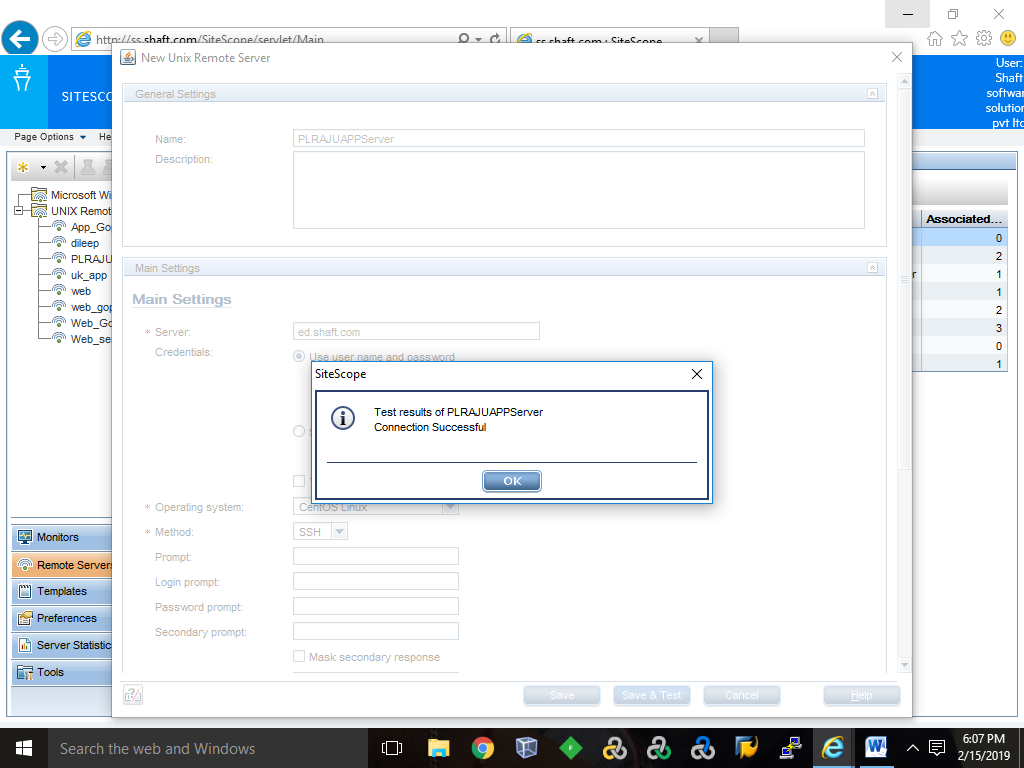 http://ss.shaft.com/SiteScope/servlet/Main
ss.shaft.com : SiteScope
New Unix Remote Server
User:
Shaft
softwar
solution
pvt ltd
SITESCO
Page Options
He
General Settings
Name:
PLRAJUAPPServer
Description:
Microsoft Wi
UNIX Remot
App_Go
dileep
PLRAJU
uk_app
web
web_gop
Web_Go
Web_se
Associated...
0
2
r
1
1
2
3
0
1
Main Settings
Main Settings
* Server:
ed.shaft.com
Credentials:
Use user name and password
SiteScope
Test results of PLRAJUAPPServer
Connection Successful
OK
* Operating system:
CentOS Linux
* Method:
SSH
Prompt:
Login prompt:
Password prompt:
Secondary prompt:
Mask secondary response
Monitors
Remote Servers
Templates
Preferences
Server Statistic
Tools
Save
Save & Test
Cancel
Help
Search the web and Windows
6:07 PM
2/15/2019